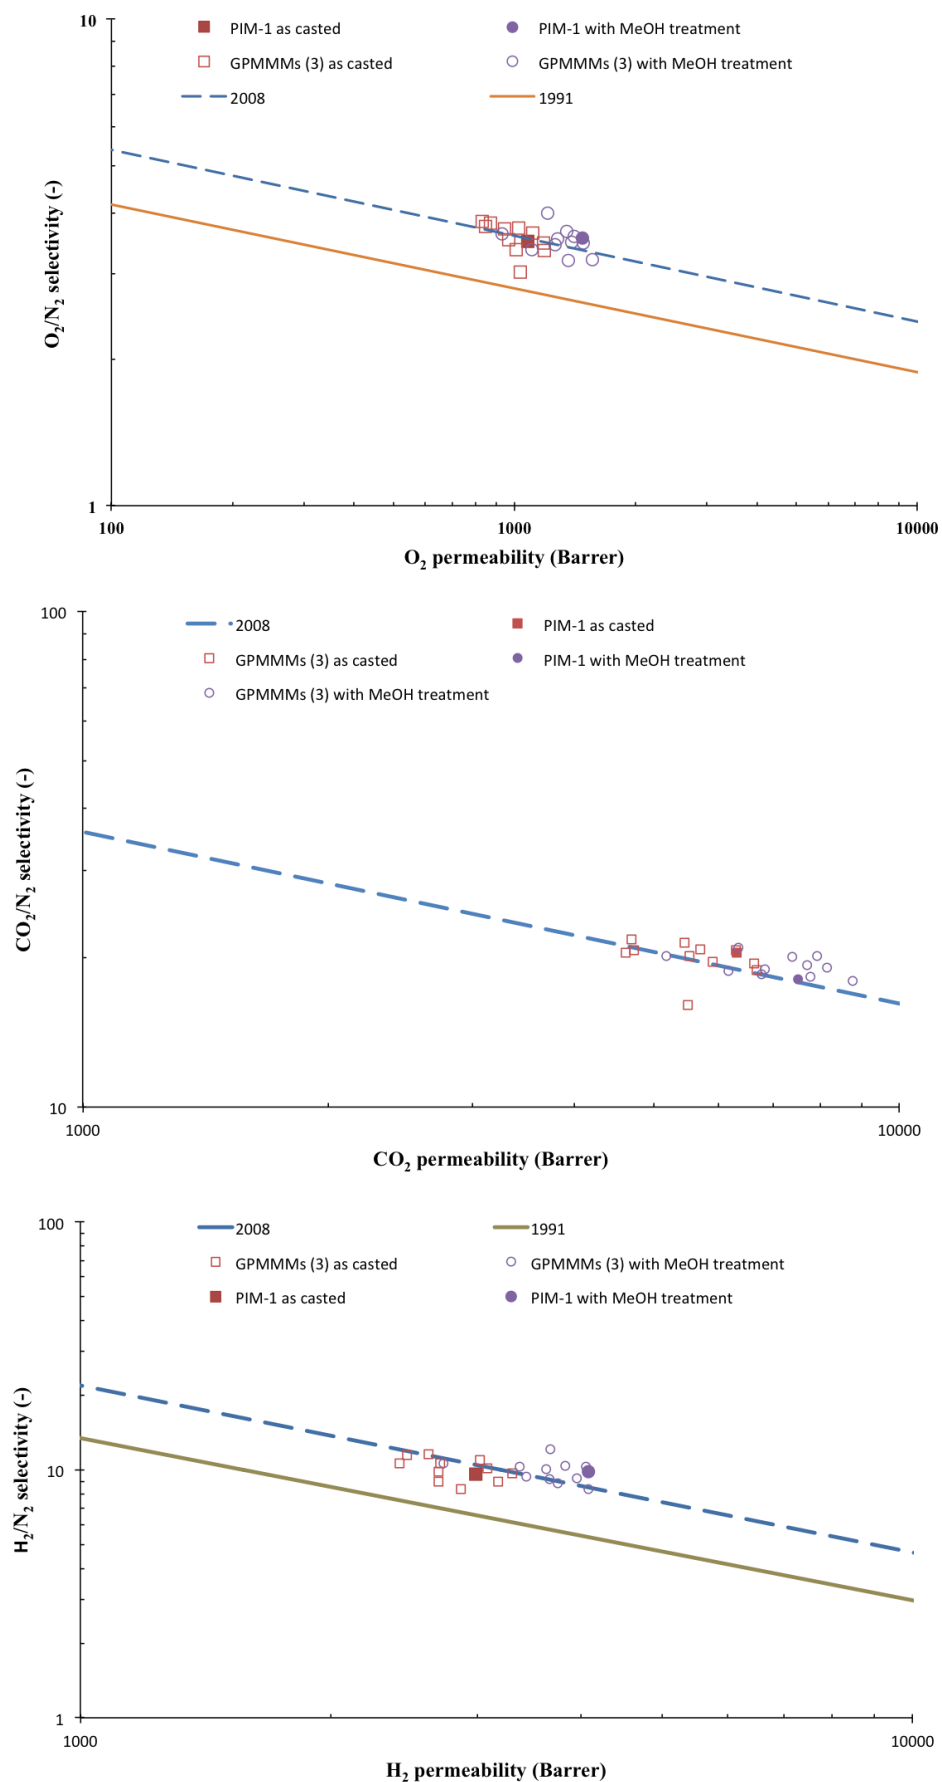 10
PIM-1 as casted
PIM-1 with MeOH treatment
GPMMMs (3) as casted
GPMMMs (3) with MeOH treatment
2008
1991
O₂/N₂ selectivity (-)
1
100
1000
10000
O₂ permeability (Barrer)
100
2008
PIM-1 as casted
GPMMMs (3) as casted
PIM-1 with MeOH treatment
GPMMMs (3) with MeOH treatment
CO₂/N₂ selectivity (-)
10
1000
10000
CO₂ permeability (Barrer)
100
2008
1991
GPMMMs (3) as casted
GPMMMs (3) with MeOH treatment
PIM-1 as casted
PIM-1 with MeOH treatment
H₂/N₂ selectivity (-)
10
1
1000
10000
H₂ permeability (Barrer)